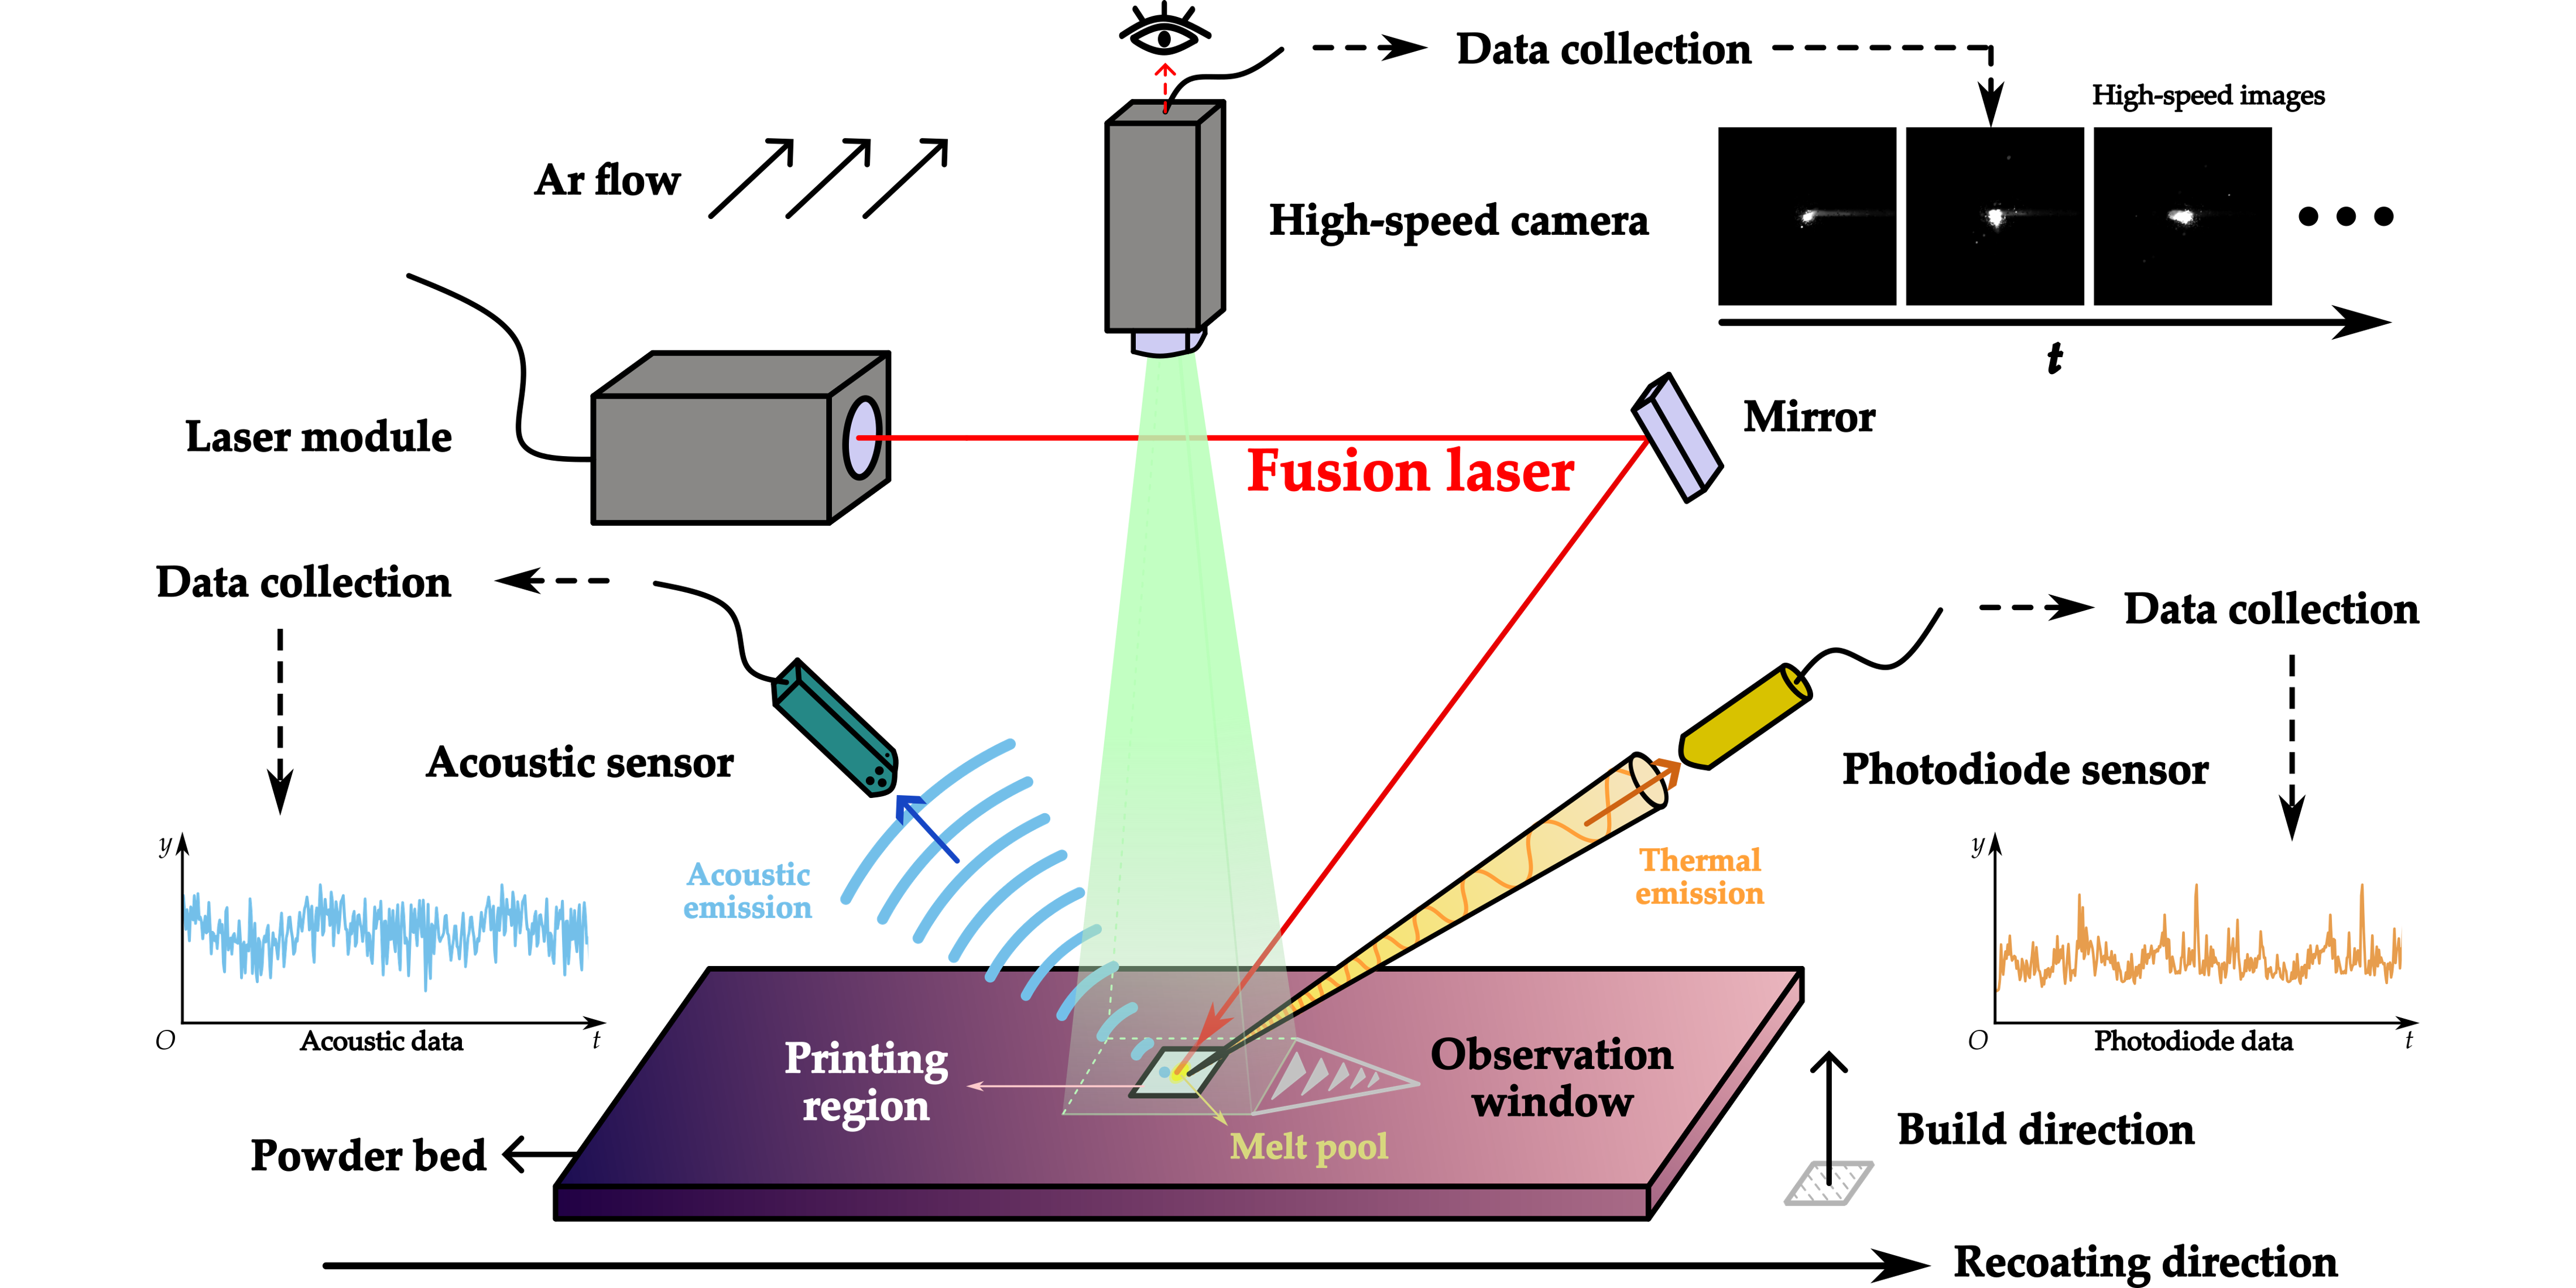 Data collection
High-speed images
Ar flow
High-speed camera
t
Laser module
Mirror
Fusion laser
Data collection
Data collection
Acoustic sensor
Photodiode sensor
Acoustic
emission
Thermal
emission
y
O
Acoustic data
t
y
O
Photodiode data
t
Printing
region
Observation
window
Melt pool
Powder bed
Build direction
Recoating direction